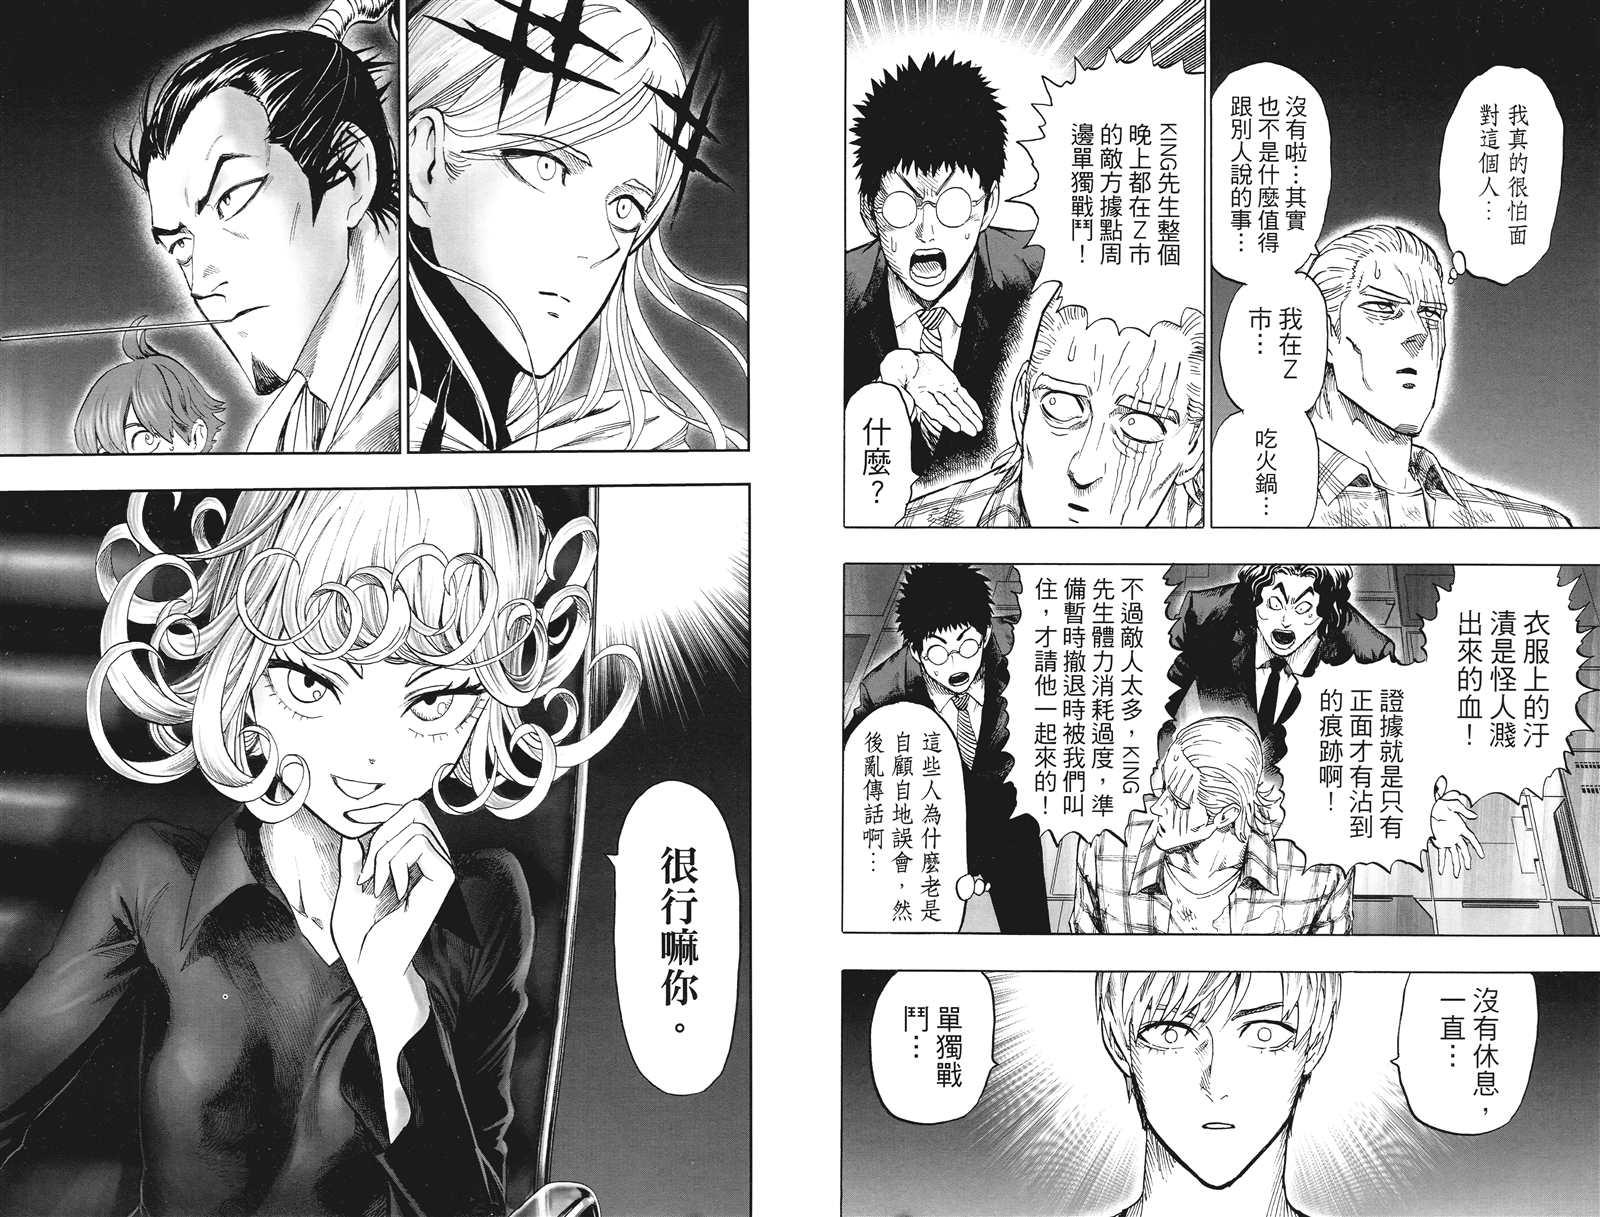 我真的很怕面
對這個人…
沒有啦…其實
也不是什麼值得
跟別人說的事…
我在Z
市…
吃火鍋…
KING先生整個
晚上都在Z市
的敵方據點周
邊單獨戰鬥！
什麼？
衣服上的汙
漬是怪人濺
出來的血！
證據就是只有
正面才有沾到
的痕跡啊！
不過敵人太多，KING
先生體力消耗過度，準
備暫時撤退時被我們叫
住，才請他一起來的！
這些人為什麼老是
自顧自地誤會，然
後亂傳話啊…
沒有休息，
一直…
單獨戰
鬥…
很行嘛你。